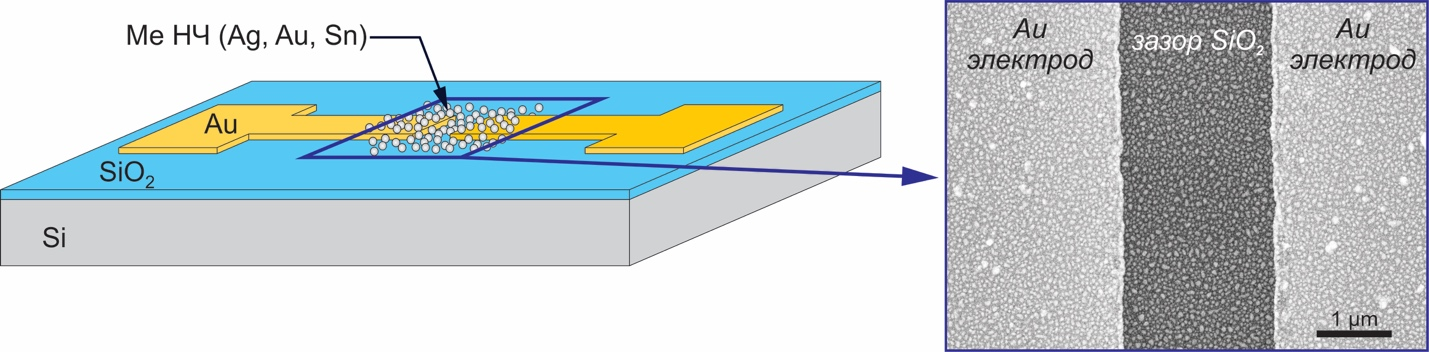 Me НЧ (Ag, Au, Sn)
Au
SiO₂
Si
Au
электрод
зазор SiO₂
Au
электрод
1 µm